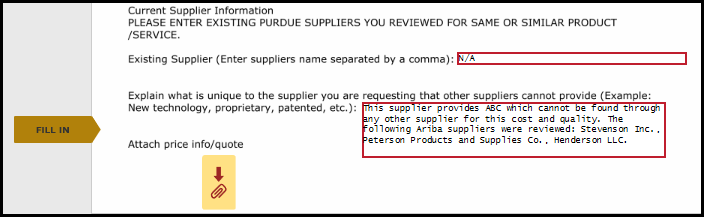 Current Supplier Information
PLEASE ENTER EXISTING PURDUE SUPPLIERS YOU REVIEWED FOR SAME OR SIMILAR PRODUCT
/SERVICE.
Existing Supplier (Enter suppliers name separated by a comma): N/A
Explain what is unique to the supplier you are requesting that other suppliers cannot provide (Example:
New technology, proprietary, patented, etc.): This supplier provides ABC which cannot be found through
any other supplier for this cost and quality. The
following Ariba suppliers were reviewed: Stevenson Inc.,
Peterson Products and Supplies Co., Henderson LLC.
FILL IN
Attach price info/quote